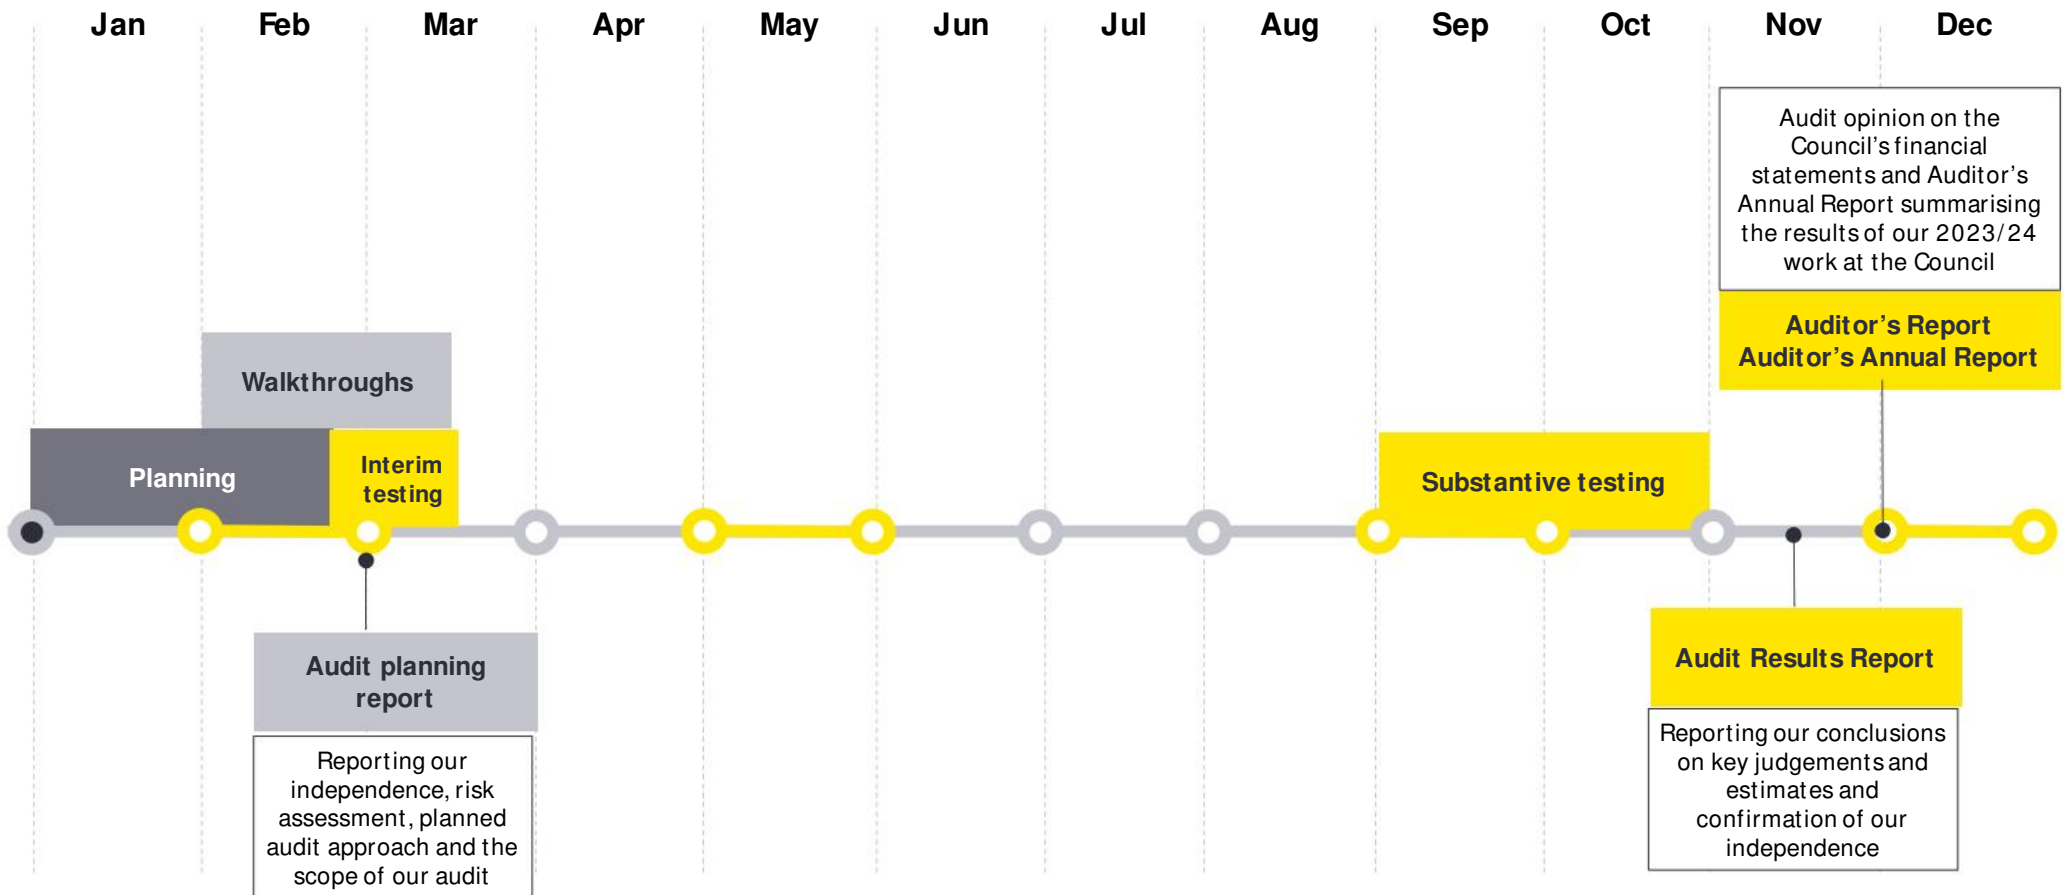 Jan Feb Mar Apr May Jun Jul Aug Sep Oct Nov Dec
Audit opinion on the
Council's financial
statements and Auditor's
Annual Report summarising
the results of our 2023/24
work at the Council
Auditor's Report
Auditor's Annual Report
Walkthroughs
Planning
Interim
testing
Substantive testing
Audit planning
report
Reporting our
independence, risk
assessment, planned
audit approach and the
scope of our audit
Audit Results Report
Reporting our conclusions
on key judgements and
estimates and
confirmation of our
independence